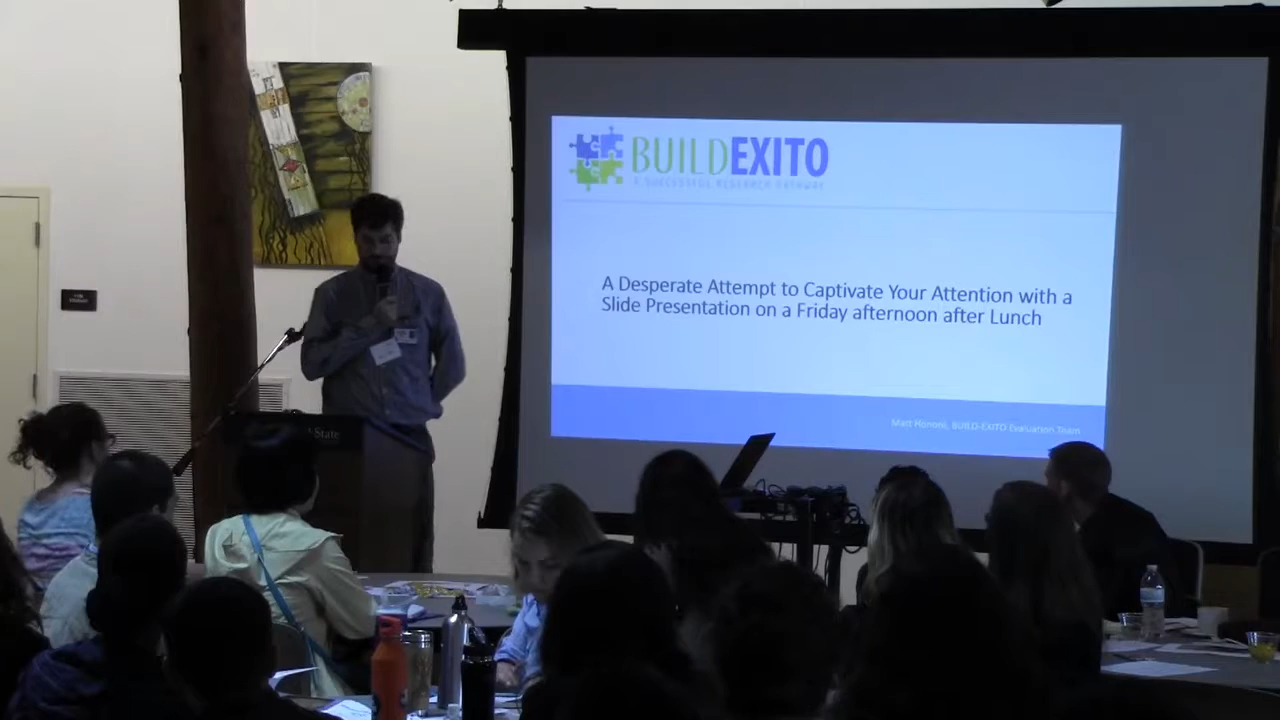 BUILDEXITO
A SUCCESSFUL RESEARCH PATHWAY
A Desperate Attempt to Captivate Your Attention with a
Slide Presentation on a Friday afternoon after Lunch
BUILD-EXITO Evaluation Team
State